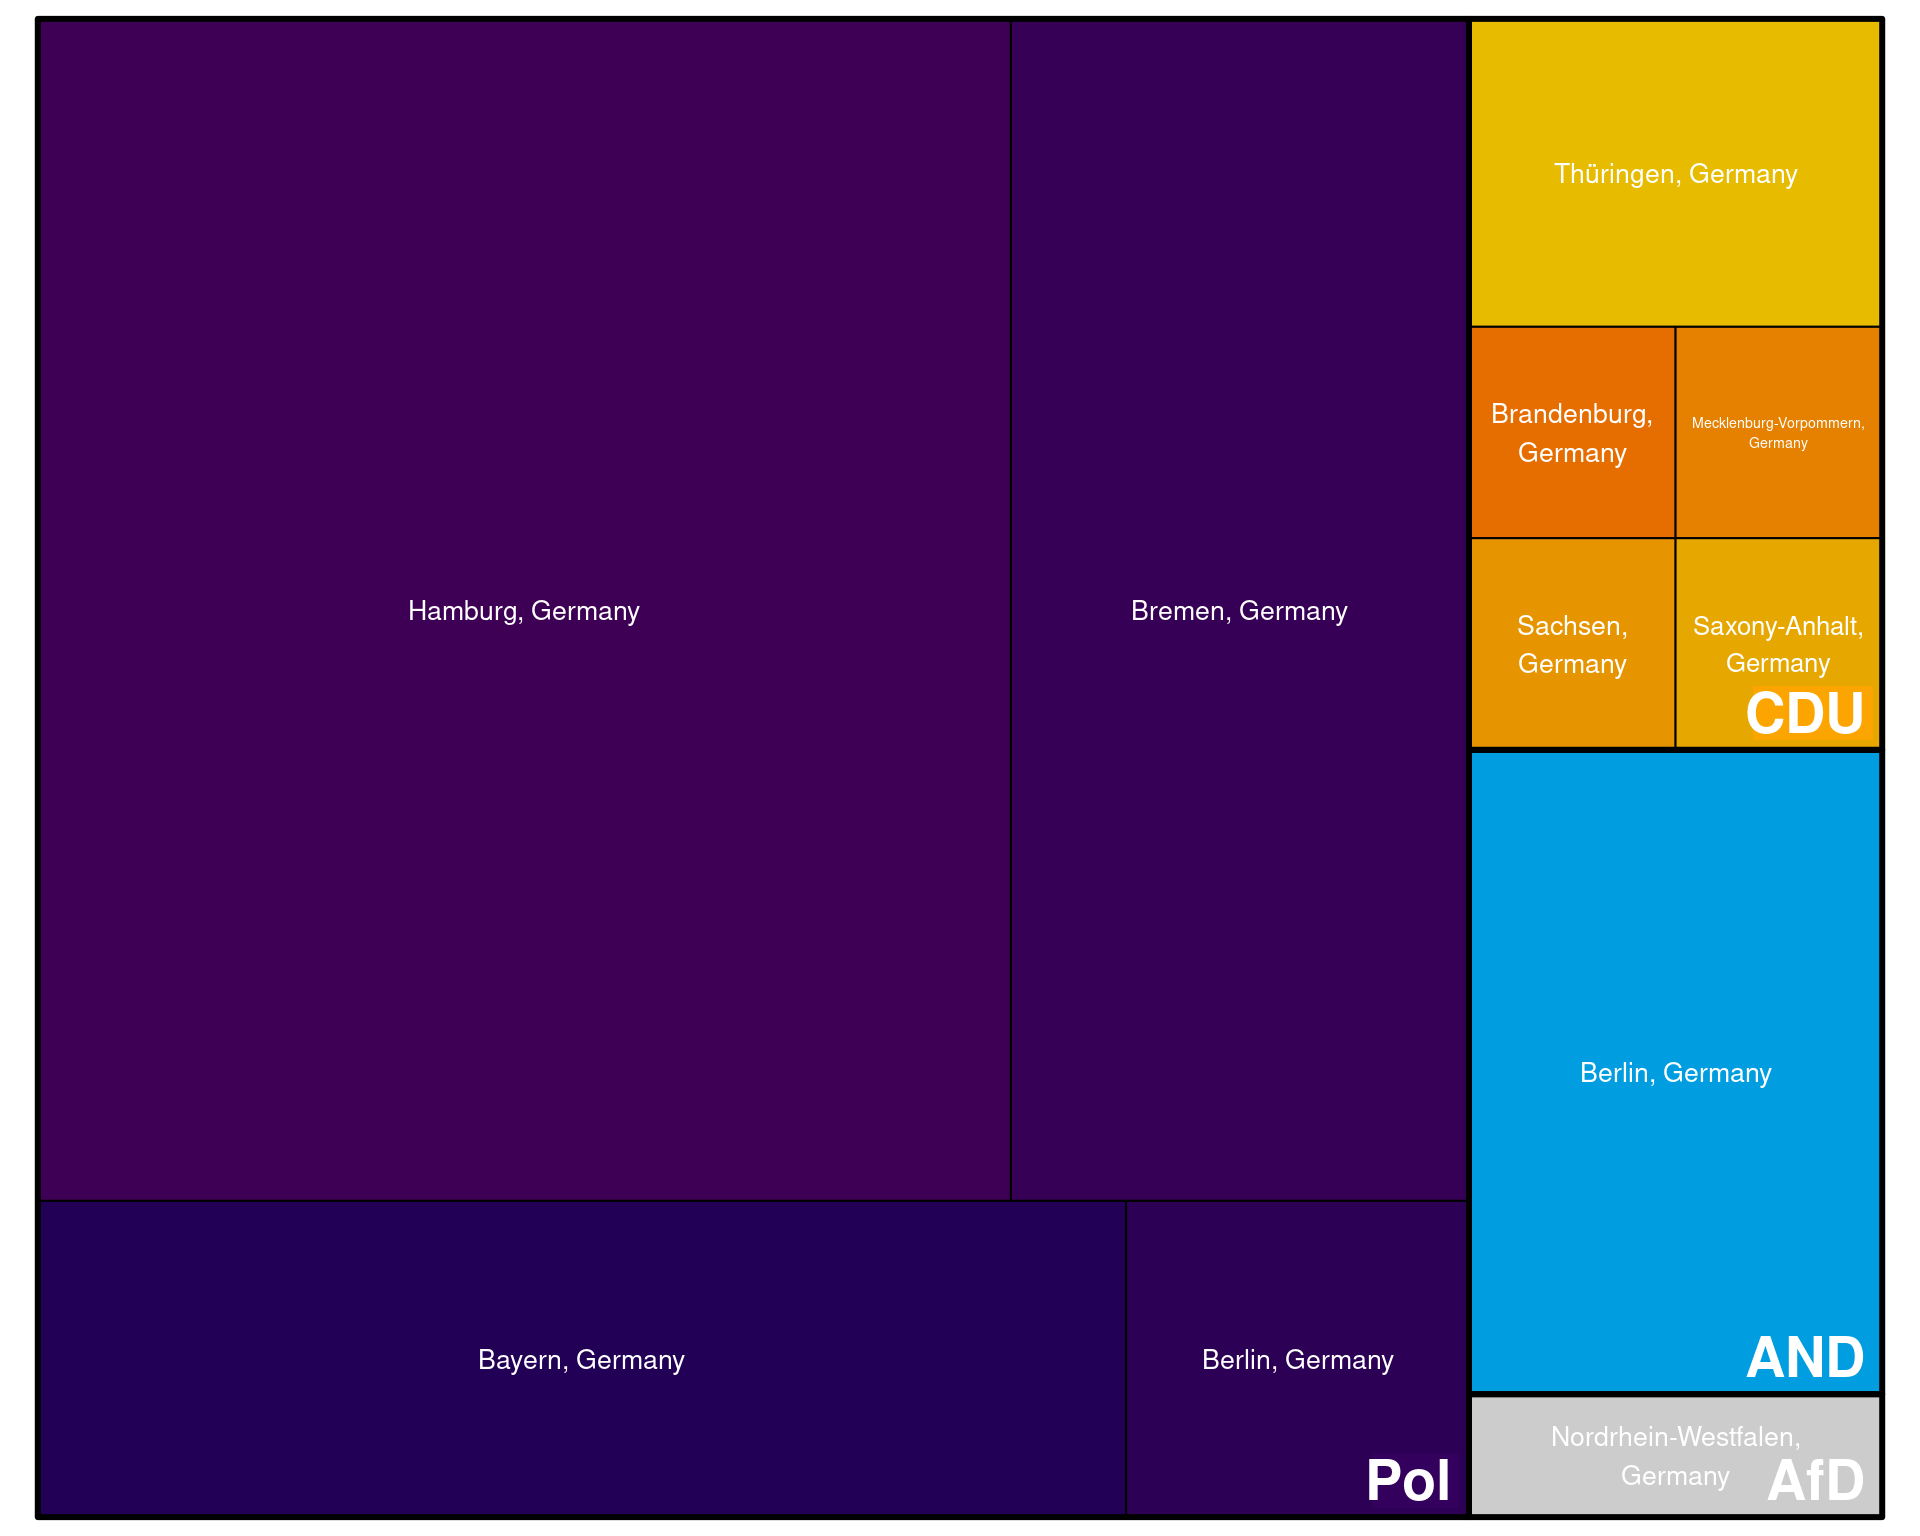 Hamburg, Germany
Bremen, Germany
Bayern, Germany
Berlin, Germany
Pol
Thüringen, Germany
Brandenburg,
Germany
Mecklenburg-Vorpommern,
Germany
Sachsen,
Germany
Saxony-Anhalt,
Germany
CDU
Berlin, Germany
AND
Nordrhein-Westfalen,
Germany
AfD